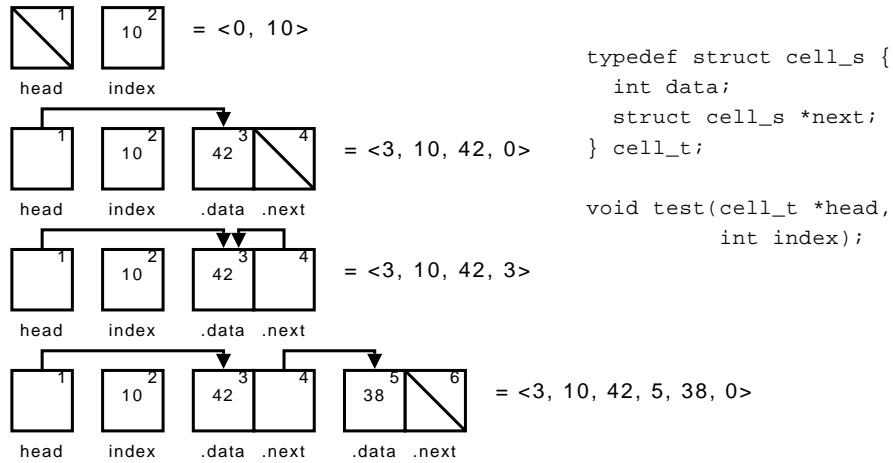 1 2
10 = <0, 10>
head index
1 2 3 4
10 42 = <3, 10, 42, 0>
head index .data .next
1 2 3 4
10 42 = <3, 10, 42, 3>
head index .data .next
1 2 3 4 5 6
10 42 38 = <3, 10, 42, 5, 38, 0>
head index .data .next .data .next
typedef struct cell_s {
int data;
struct cell_s *next;
} cell_t;
void test(cell_t *head,
int index);